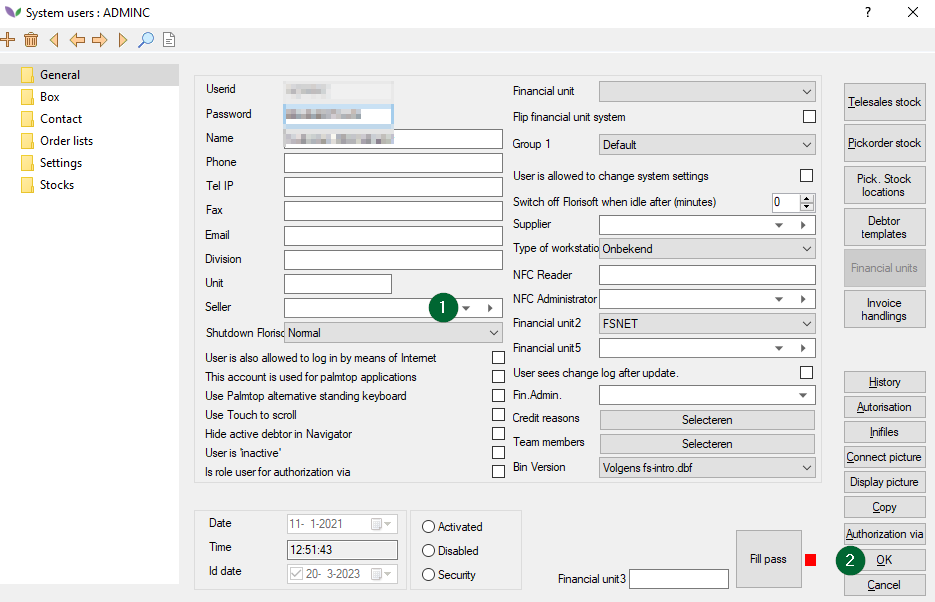 System users : ADMINC
?
General
Box
Contact
Order lists
Settings
Stocks
Userid
Password
Name
Phone
Tel IP
Fax
Email
Division
Unit
Seller
1
Shutdown Florisc
Normal
User is also allowed to log in by means of Internet
This account is used for palmtop applications
Use Palmtop alternative standing keyboard
Use Touch to scroll
Hide active debtor in Navigator
User is 'inactive'
Is role user for authorization via
Financial unit
Flip financial unit system
Group 1
Default
User is allowed to change system settings
Switch off Florisoft when idle after (minutes)
0
Supplier
Type of workstatio
Onbekend
NFC Reader
NFC Administrator
Financial unit2
FSNET
Financial unit5
User sees change log after update.
Fin.Admin.
Credit reasons
Selecteren
Team members
Selecteren
Bin Version
Volgens fs-intro.dbf
Telesales stock
Pickorder stock
Pick. Stock
locations
Debtor
templates
Financial units
Invoice
handlings
History
Autorisation
Inifiles
Connect picture
Display picture
Copy
Authorization via
2
OK
Cancel
Date
11- 1-2021
Time
12:51:43
Id date
20- 3-2023
Activated
Disabled
Security
Financial unit3
Fill pass